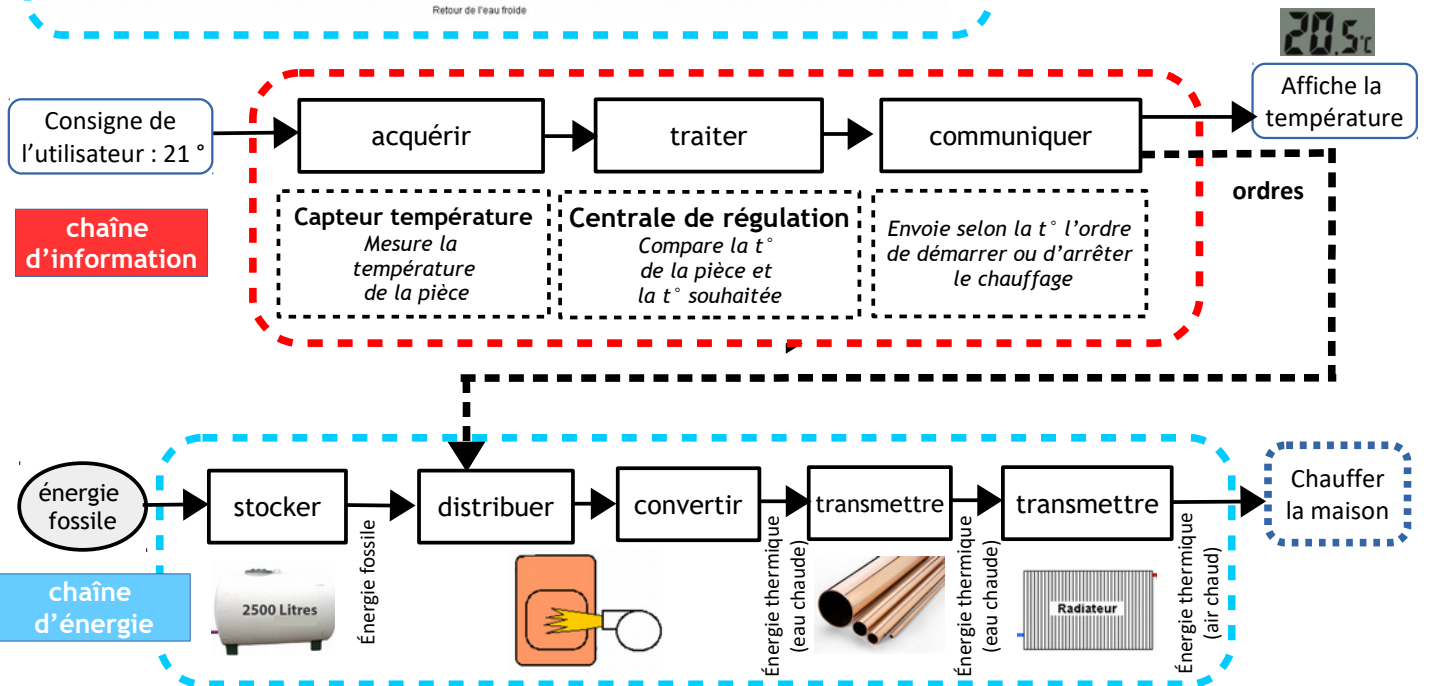 Retour de l'eau froide
20.5°c
Consigne de
l'utilisateur : 21 °
acquérir
traiter
communiquer
Affiche la
température
ordres
chaîne
d'information
Capteur température
Mesure la
température
de la pièce
Centrale de régulation
Compare la t°
de la pièce et
la t° souhaitée
Envoie selon la t° l'ordre
de démarrer ou d'arrêter
le chauffage
énergie
fossile
stocker
Énergie fossile
distribuer
convertir
transmettre
Énergie thermique
(eau chaude)
Énergie thermique
(eau chaude)
transmettre
Énergie thermique
(air chaud)
Chauffer
la maison
chaîne
d'énergie
2500 Litres
Radiateur